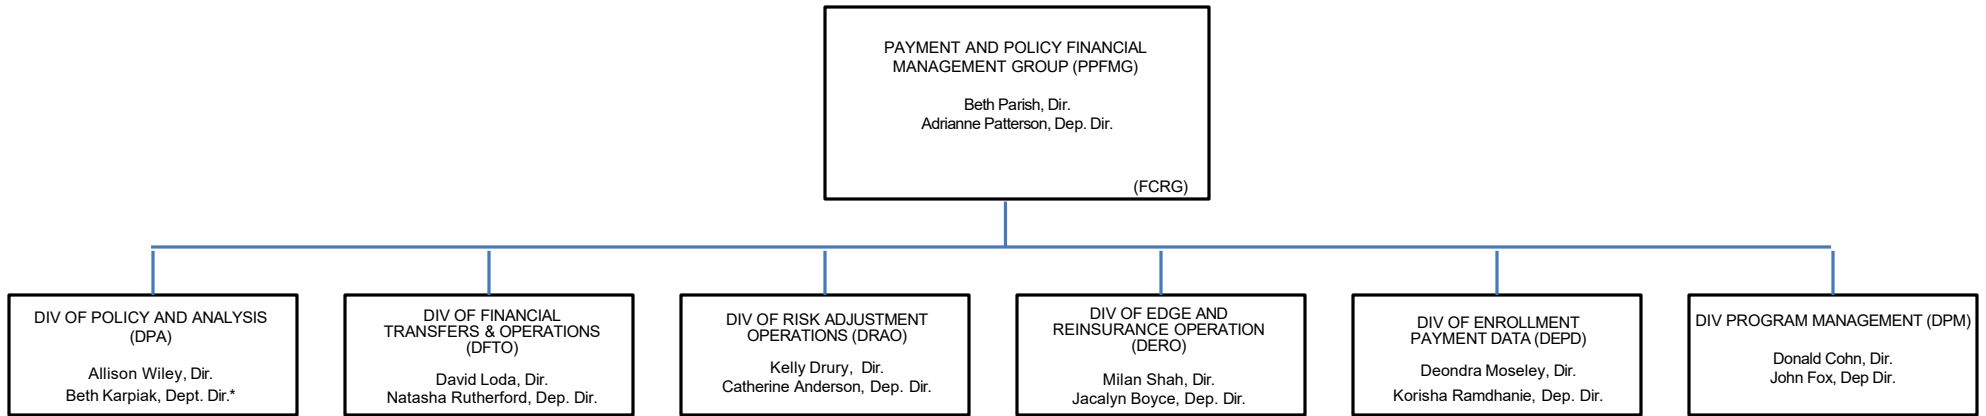 PAYMENT AND POLICY FINANCIAL
MANAGEMENT GROUP (PPFMG)
Beth Parish, Dir.
Adrianne Patterson, Dep. Dir.
(FCRG)
DIV OF POLICY AND ANALYSIS
(DPA)
Allison Wiley, Dir.
Beth Karpiak, Dept. Dir.*
DIV OF FINANCIAL
TRANSFERS & OPERATIONS
(DFTO)
David Loda, Dir.
Natasha Rutherford, Dep. Dir.
DIV OF RISK ADJUSTMENT
OPERATIONS (DRAO)
Kelly Drury, Dir.
Catherine Anderson, Dep. Dir.
DIV OF EDGE AND
REINSURANCE OPERATION
(DERO)
Milan Shah, Dir.
Jacalyn Boyce, Dep. Dir.
DIV OF ENROLLMENT
PAYMENT DATA (DEPD)
Deondra Moseley, Dir.
Korisha Ramdhanie, Dep. Dir.
DIV PROGRAM MANAGEMENT (DPM)
Donald Cohn, Dir.
John Fox, Dep Dir.